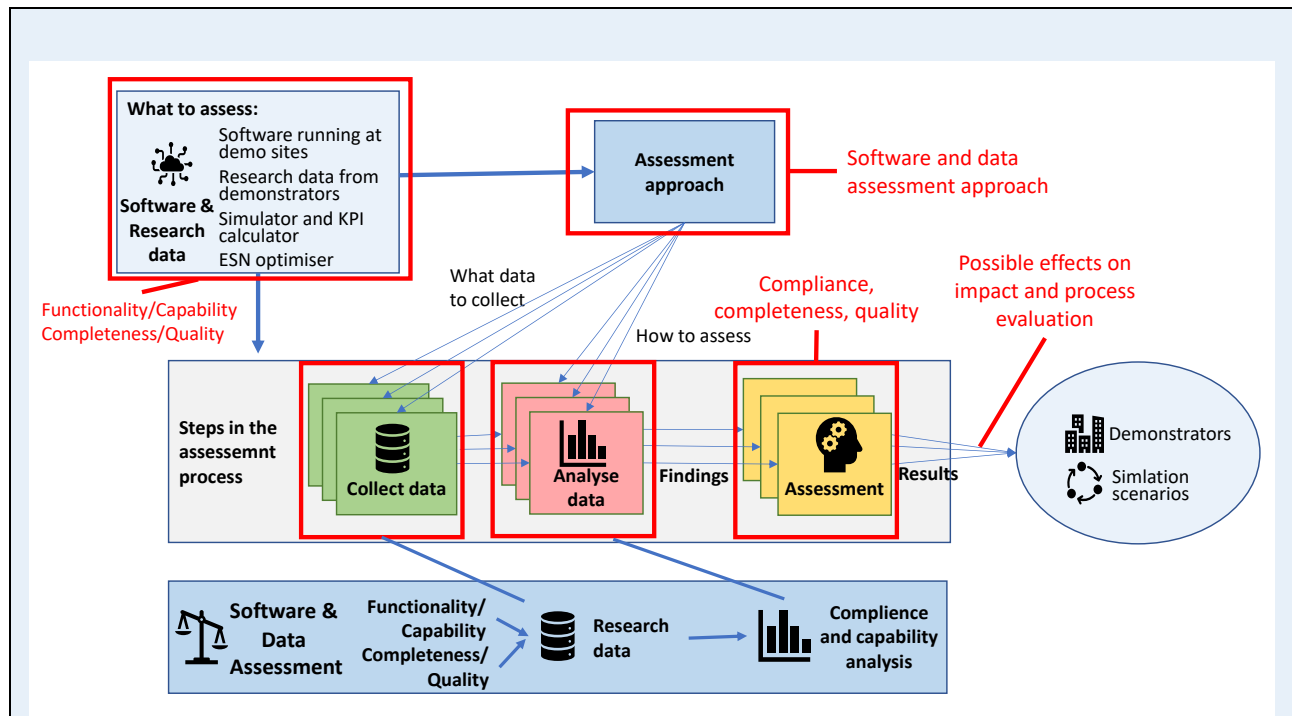 What to assess:
Software running at
demo sites
Research data from
demonstrators
Simulator and KPI
calculator
ESN optimiser
Software &
Research
data
Assessment
approach
Software and data
assessment approach
Functionality/Capability
Completeness/Quality
What data
to collect
How to assess
Compliance,
completeness, quality
Possible effects on
impact and process
evaluation
Steps in the
assessemnt
process
Collect data
Analyse
data
Findings
Assessment
Results
Demonstrators
Simlation
scenarios
Software &
Data
Assessment
Functionality/
Capability
Completeness/
Quality
Research
data
Complience
and capability
analysis